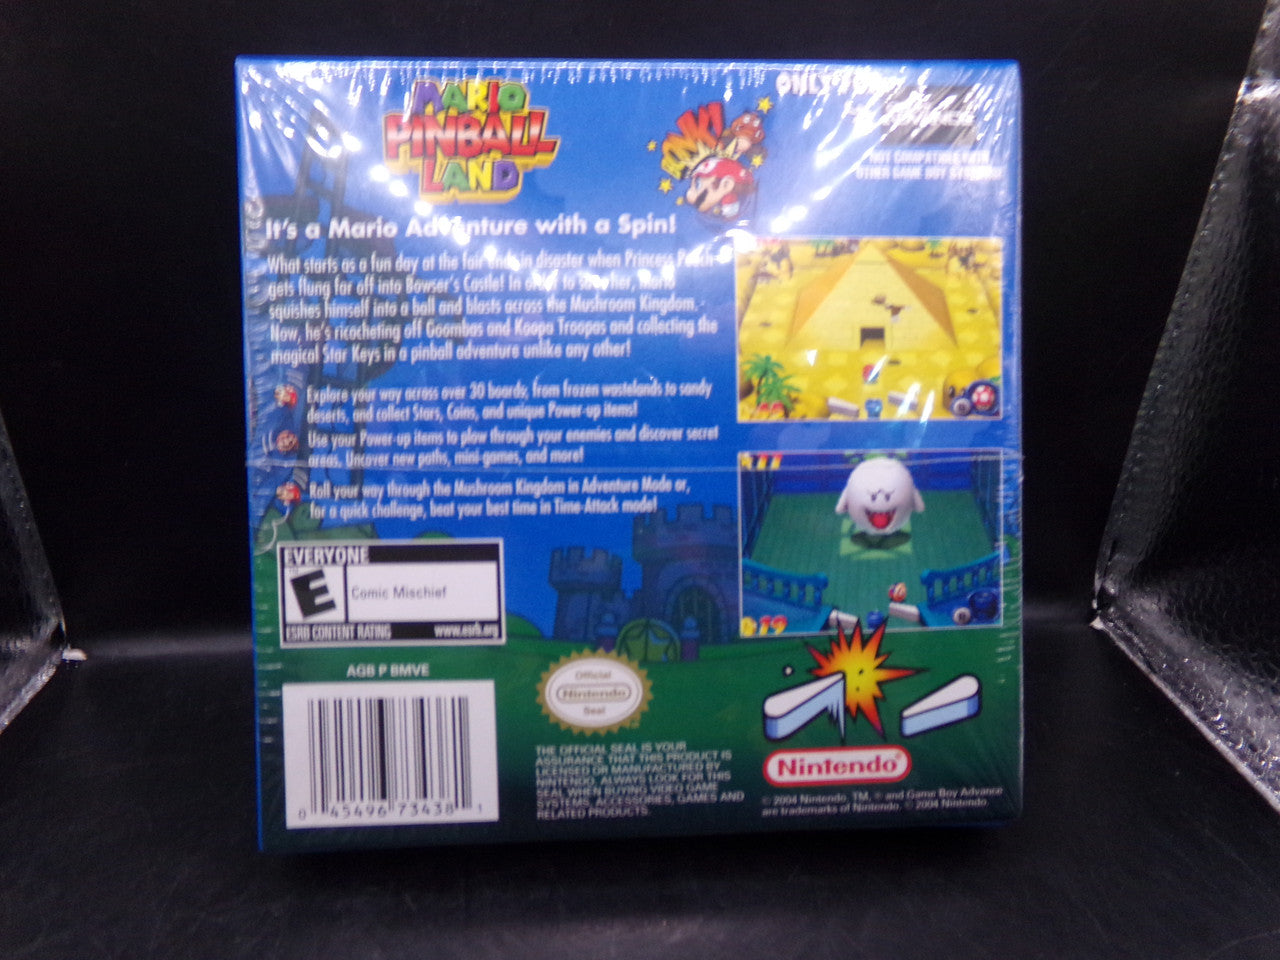 MARIO
PINBALL
LAND
BONK!
ONLY FOR
ADVANCE
NOT COMPATIBLE WITH
OTHER GAME BOY SYSTEMS
It's a Mario Adventure with a Spin!
What starts as a fun day at the fair ends in disaster when Princess Peach
gets flung far off into Bowser's Castle! In order to save her, Mario
squishes himself into a ball and blasts across the Mushroom Kingdom.
Now, he's ricocheting off Goombas and Koopa Troopas and collecting the
magical Star Keys in a pinball adventure unlike any other!
Explore your way across over 30 boards, from frozen wastelands to sandy
deserts, and collect Stars, Coins, and unique Power-up items!
Use your Power-up items to plow through your enemies and discover secret
areas. Uncover new paths, mini-games, and more!
Roll your way through the Mushroom Kingdom in Adventure Mode or,
for a quick challenge, beat your best time in Time-Attack mode!
EVERYONE
E
Comic Mischief
ESRB CONTENT RATING www.esrb.org
AGB P BMVE
0 45496 73438 1
Official
Nintendo
Seal
THE OFFICIAL SEAL IS YOUR
ASSURANCE THAT THIS PRODUCT IS
LICENSED OR MANUFACTURED BY
NINTENDO. ALWAYS LOOK FOR THIS
SEAL WHEN BUYING VIDEO GAME
SYSTEMS, ACCESSORIES, GAMES AND
RELATED PRODUCTS.
Nintendo
© 2004 Nintendo. TM, ® and Game Boy Advance
are trademarks of Nintendo. © 2004 Nintendo.